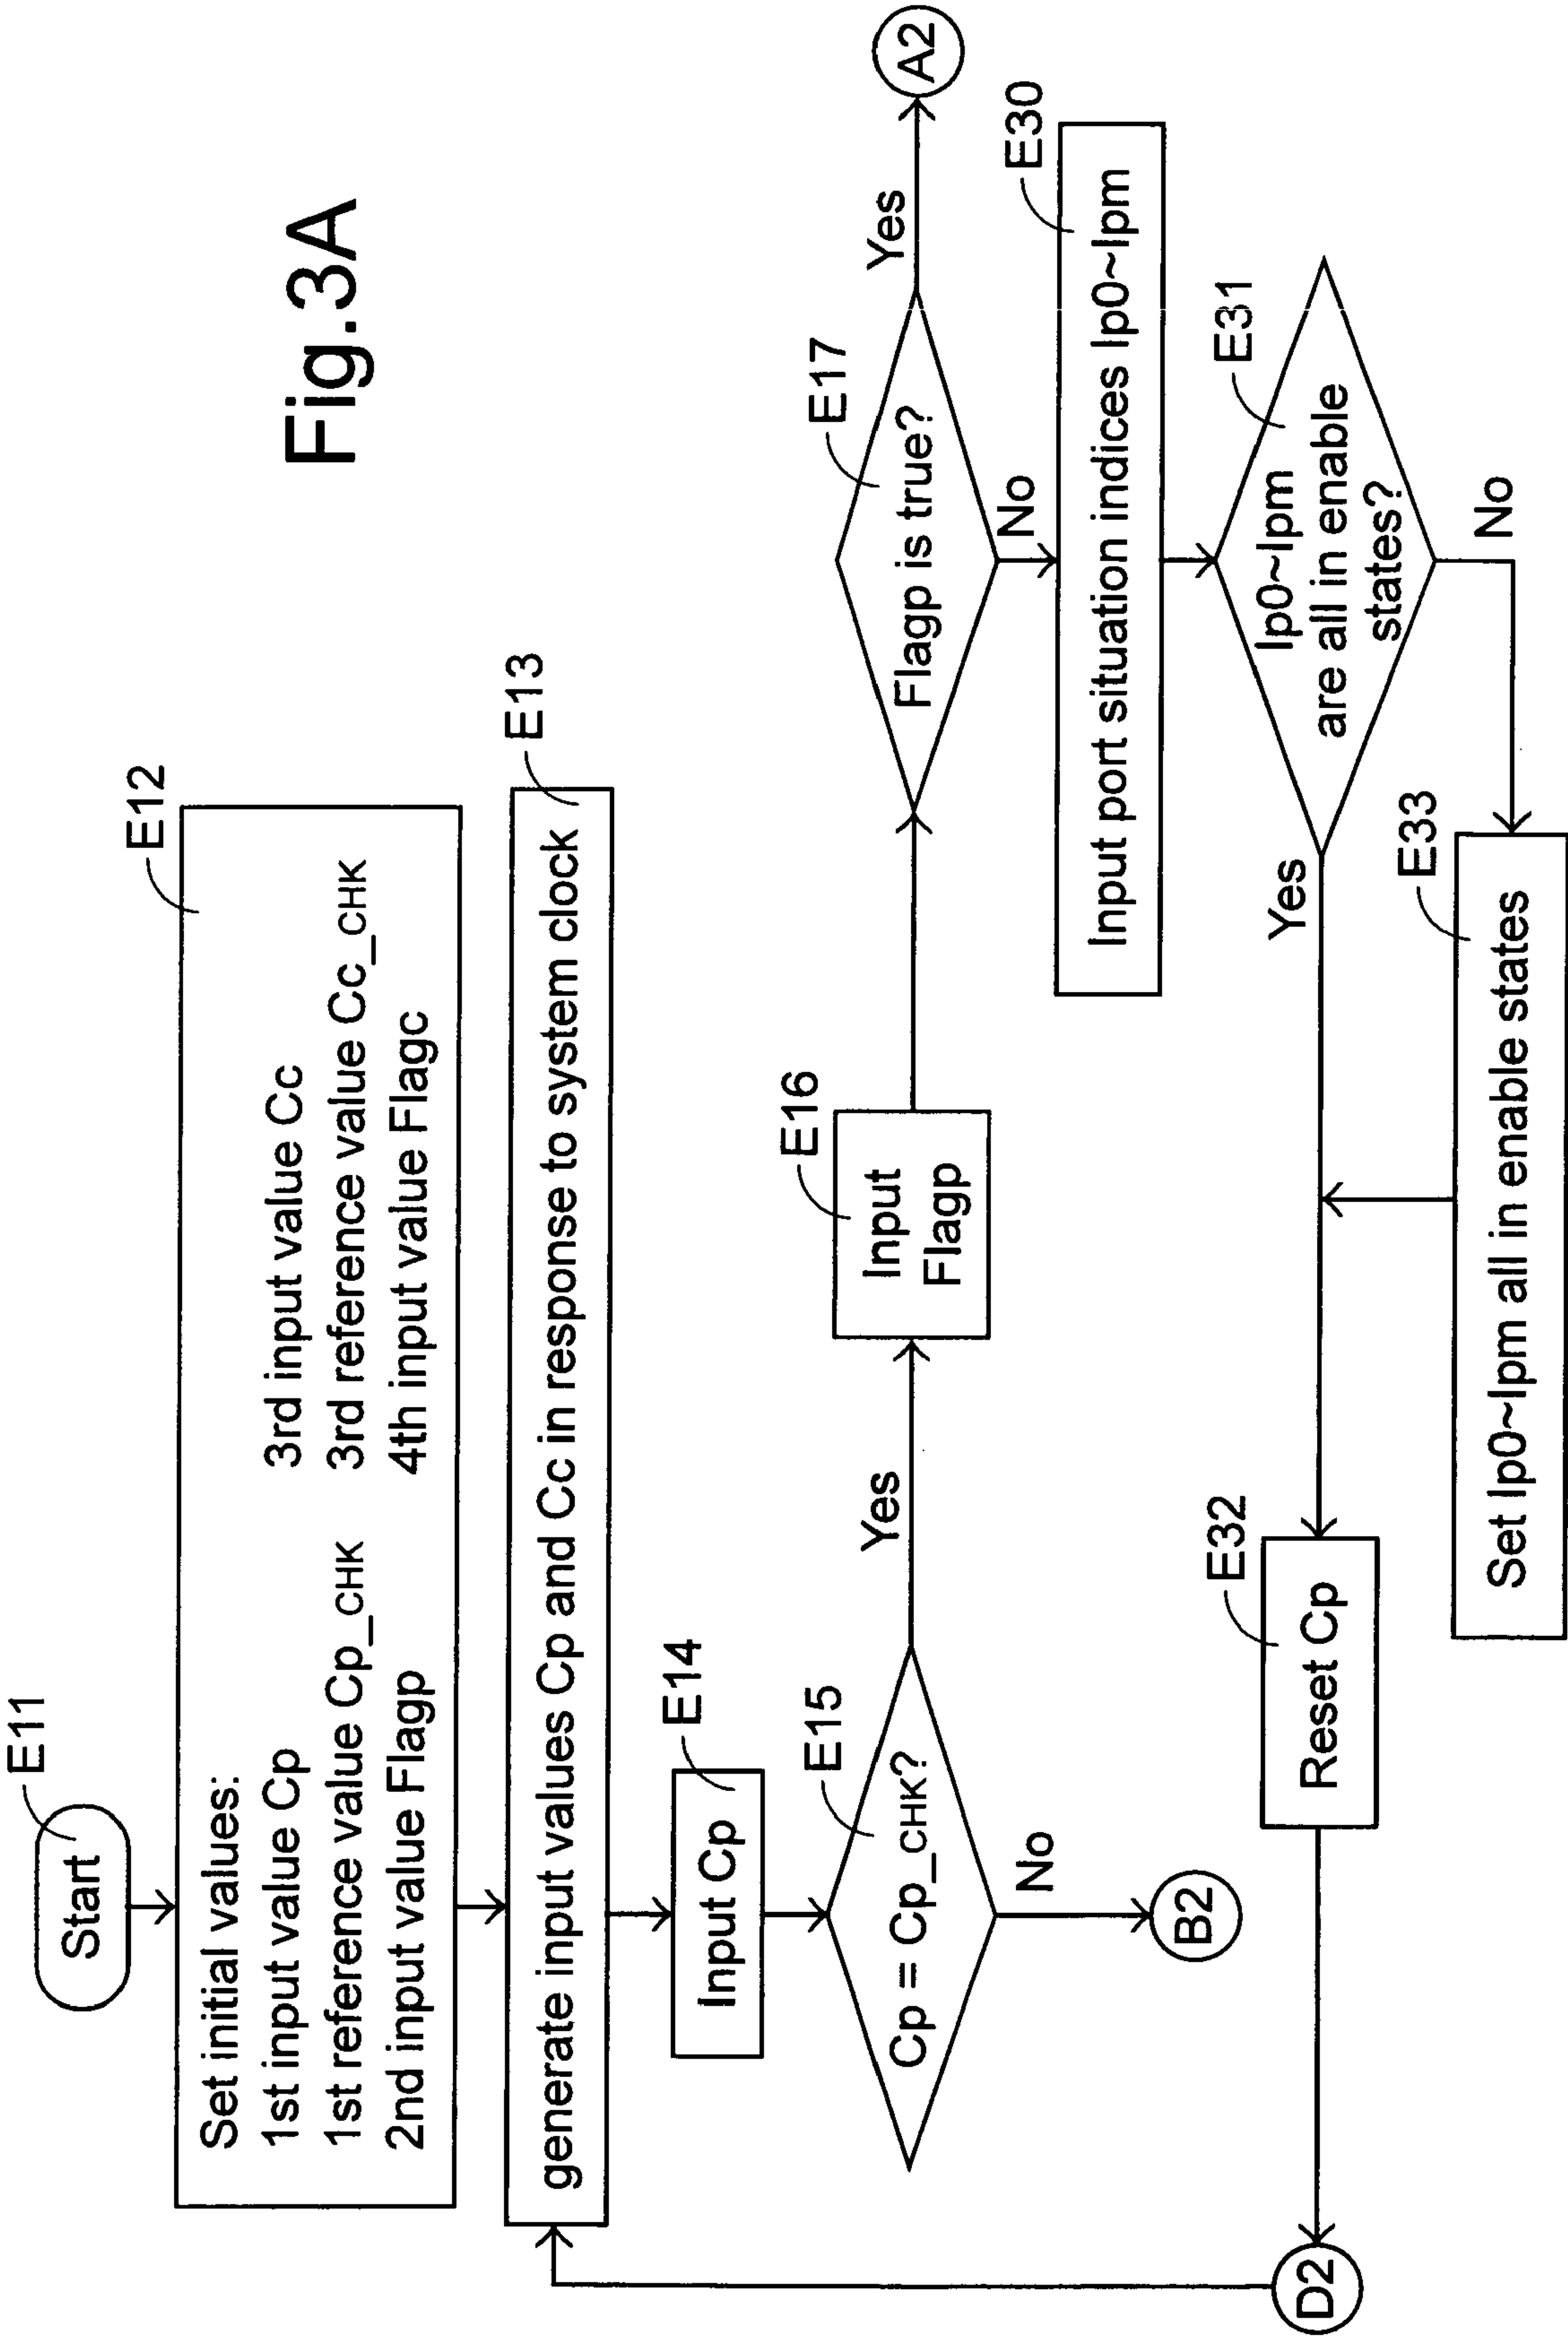 Fig.3A
E11
Start
E12
Set initial values:
1st input value Cp
3rd input value Cc
1st reference value Cp_CHK
3rd reference value Cc_CHK
2nd input value Flagp
4th input value Flagc
E13
generate input values Cp and Cc in response to system clock
E14
Input Cp
E15
Cp = Cp_CHK?
Yes
No
B2
E16
Input
Flagp
E17
Flagp is true?
Yes
A2
No
E30
Input port situation indices Ip0~Ipm
E31
Ip0~Ipm
are all in enable
states?
Yes
No
E33
Set Ip0~Ipm all in enable states
E32
Reset Cp
D2